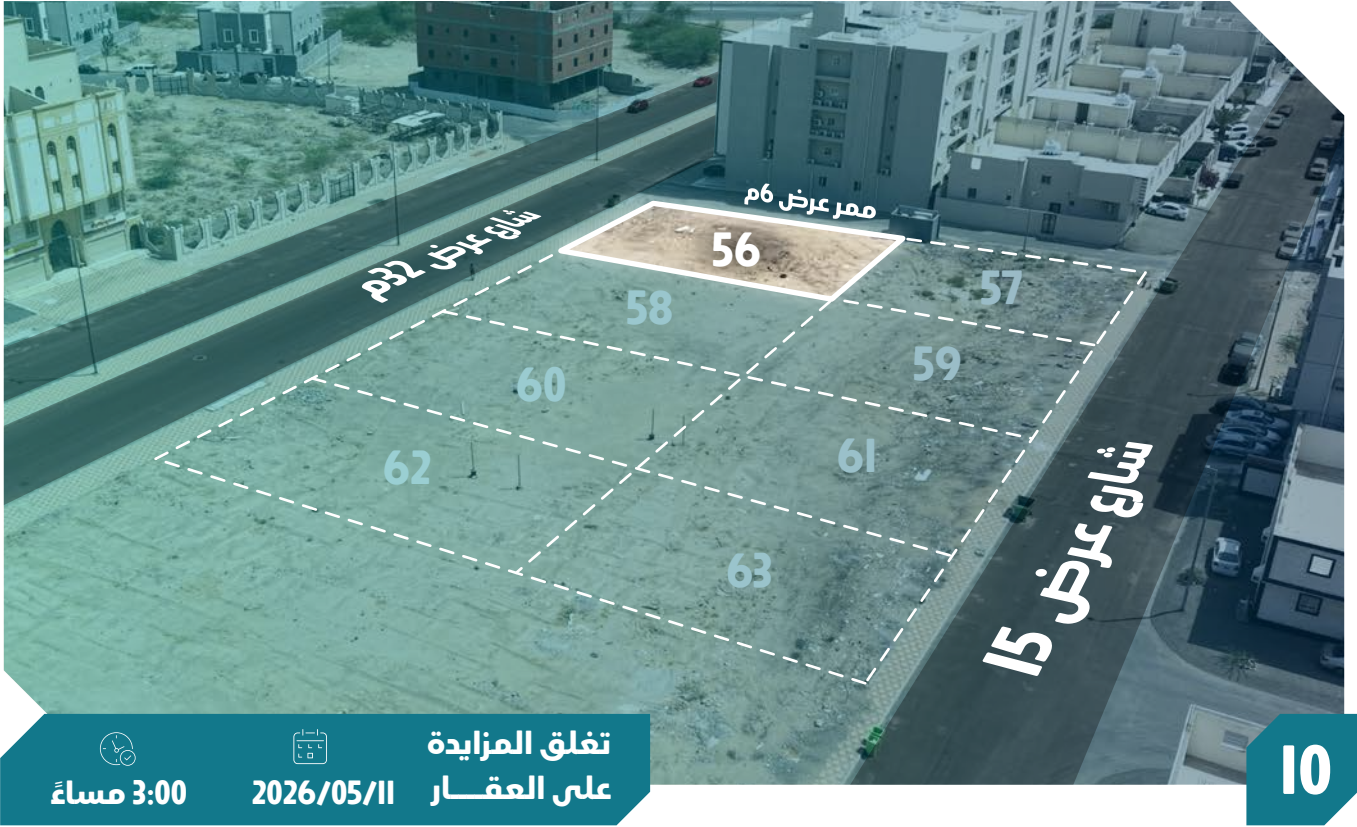 ممر عرض 6م
شارع عرض 32م
56
57
58
59
60
61
62
63
شارع عرض 15
تغلق المزايدة
على العقــــار
2026/05/11
3:00 مساءً
10